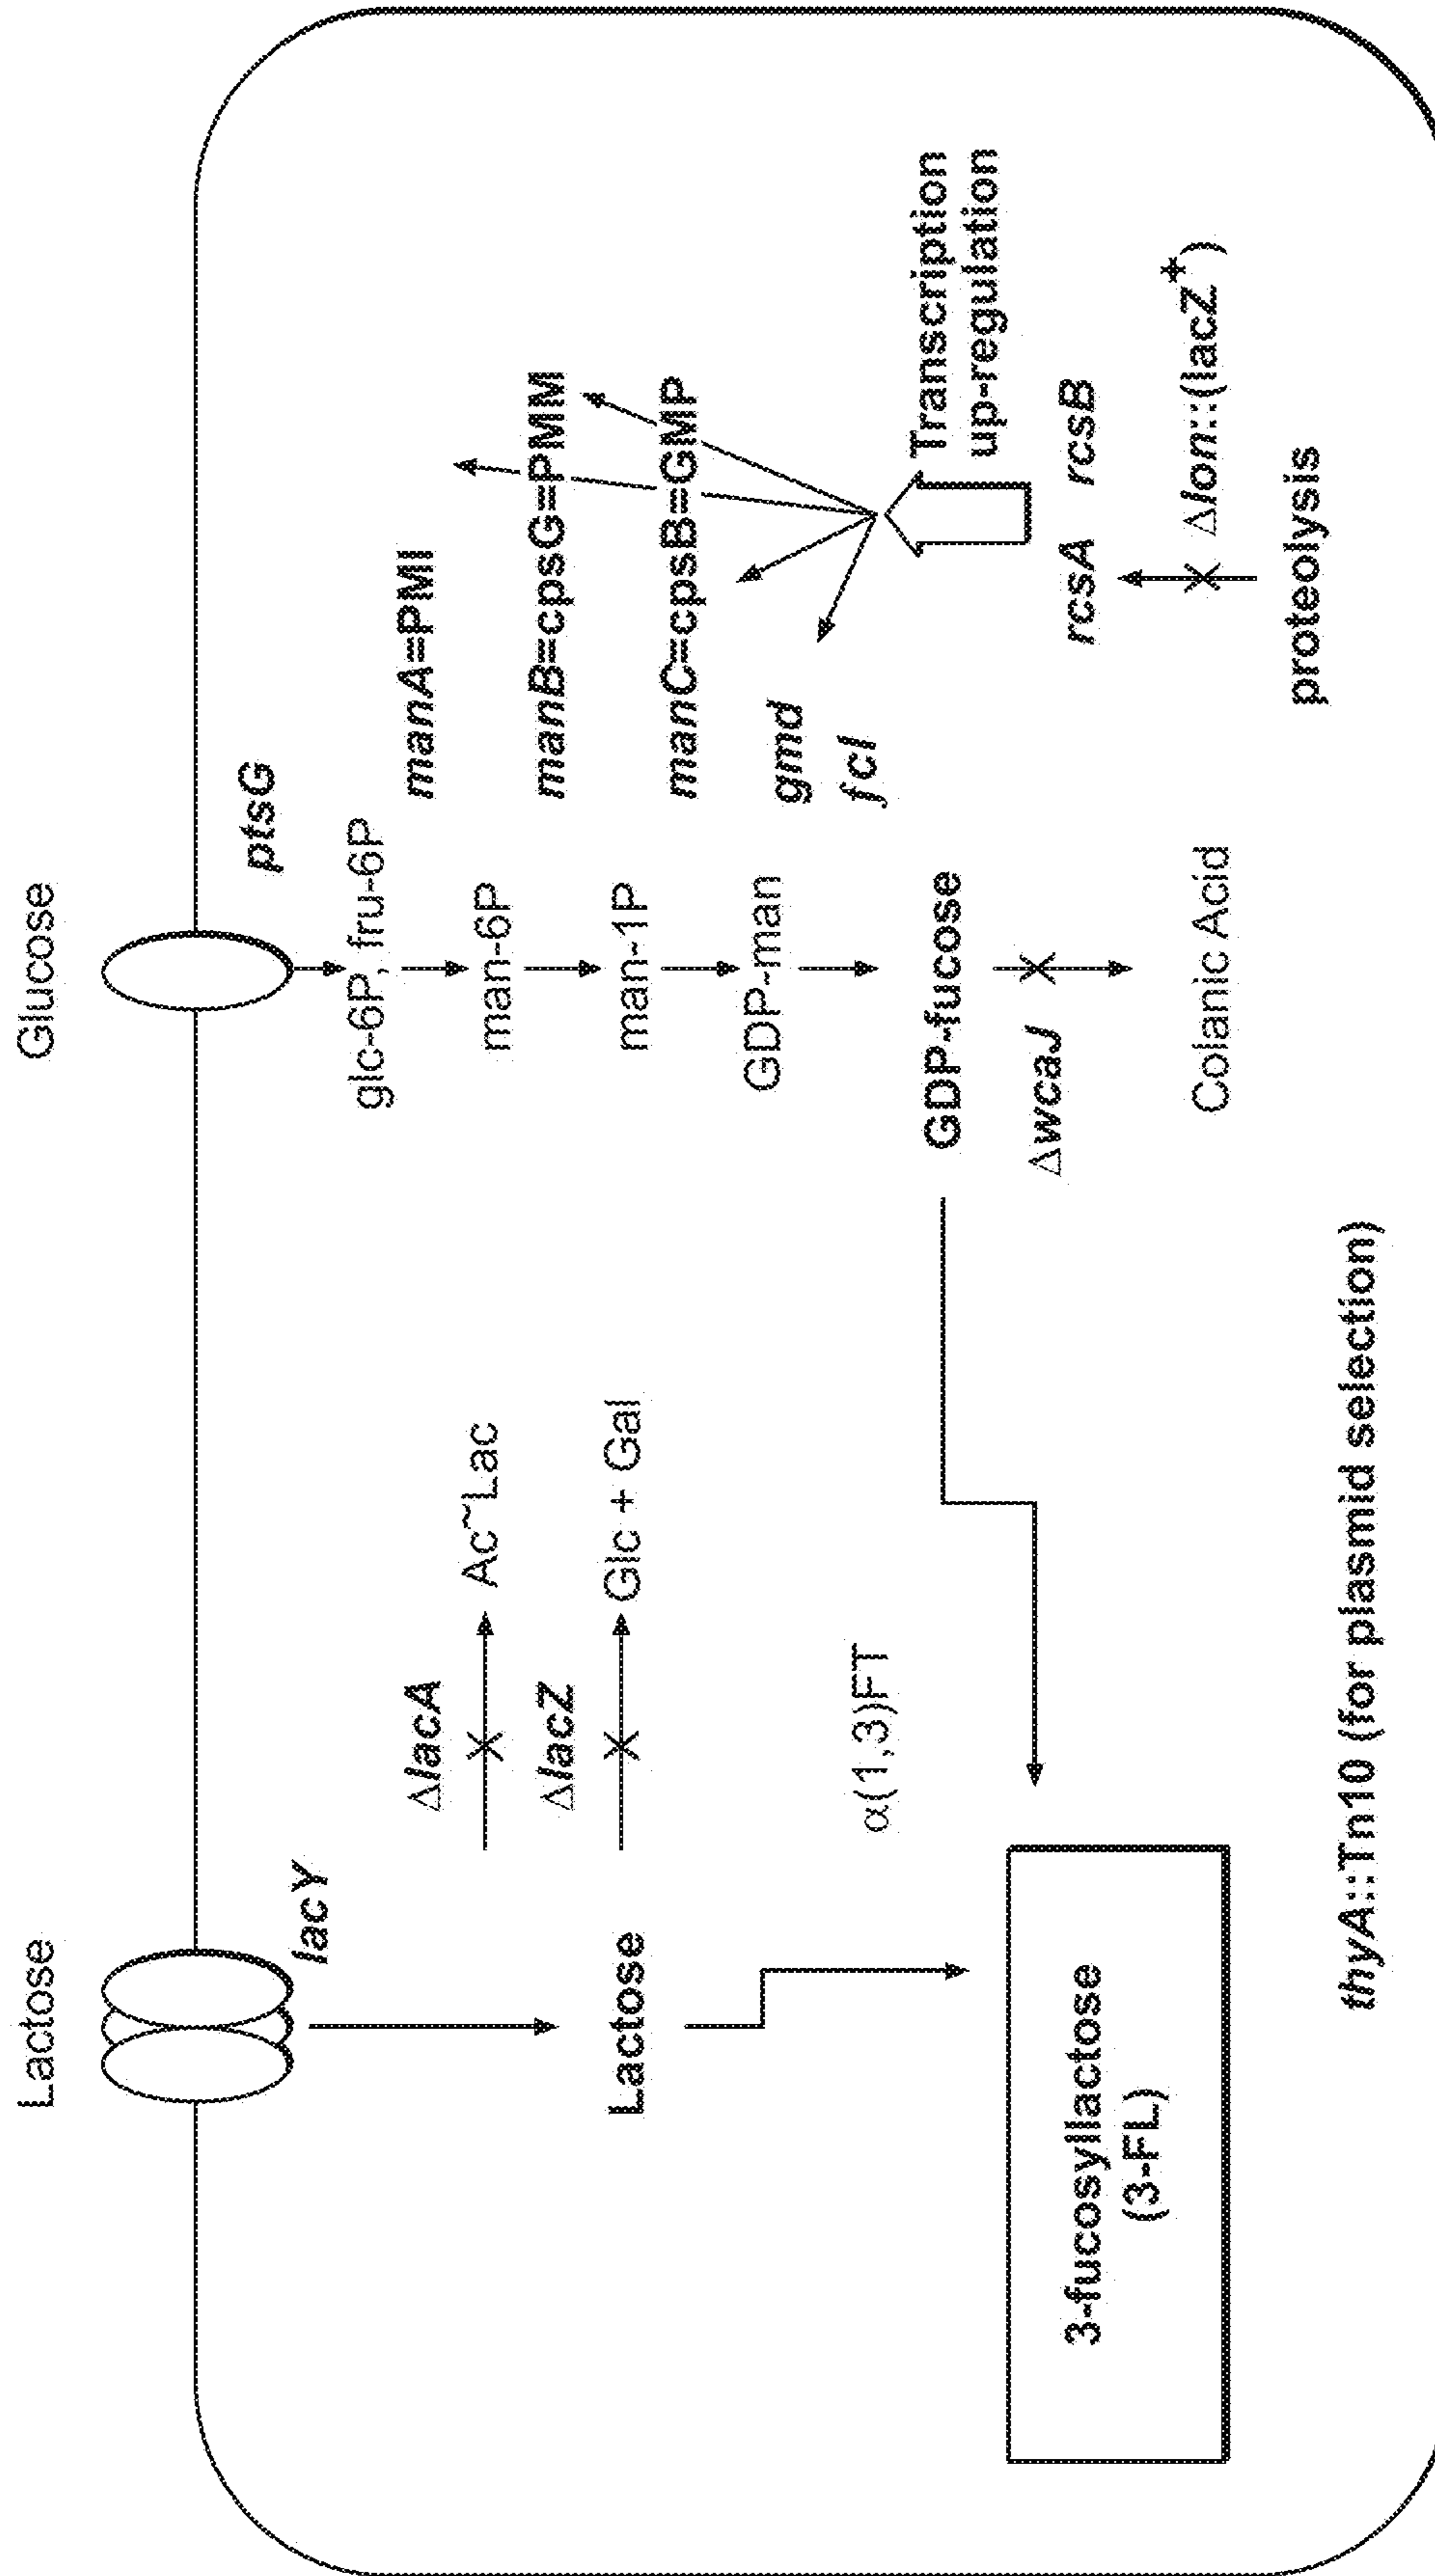 Lactose
Glucose
lacY
ptsG
glc-6P, fru-6P
ΔlacA
manA=PMI
Ac~Lac
man-6P
ΔlacZ
manB=cpsG=PMM
Lactose
Glc + Gal
man-1P
manC=cpsB=GMP
GDP-man
gmd
fcl
α(1,3)FT
GDP-fucose
Transcription
up-regulation
ΔwcaJ
rcsA rcsB
3-fucosyllactose
(3-FL)
Colanic Acid
Δlon::(lacZ⁺)
proteolysis
thyA::Tn10 (for plasmid selection)